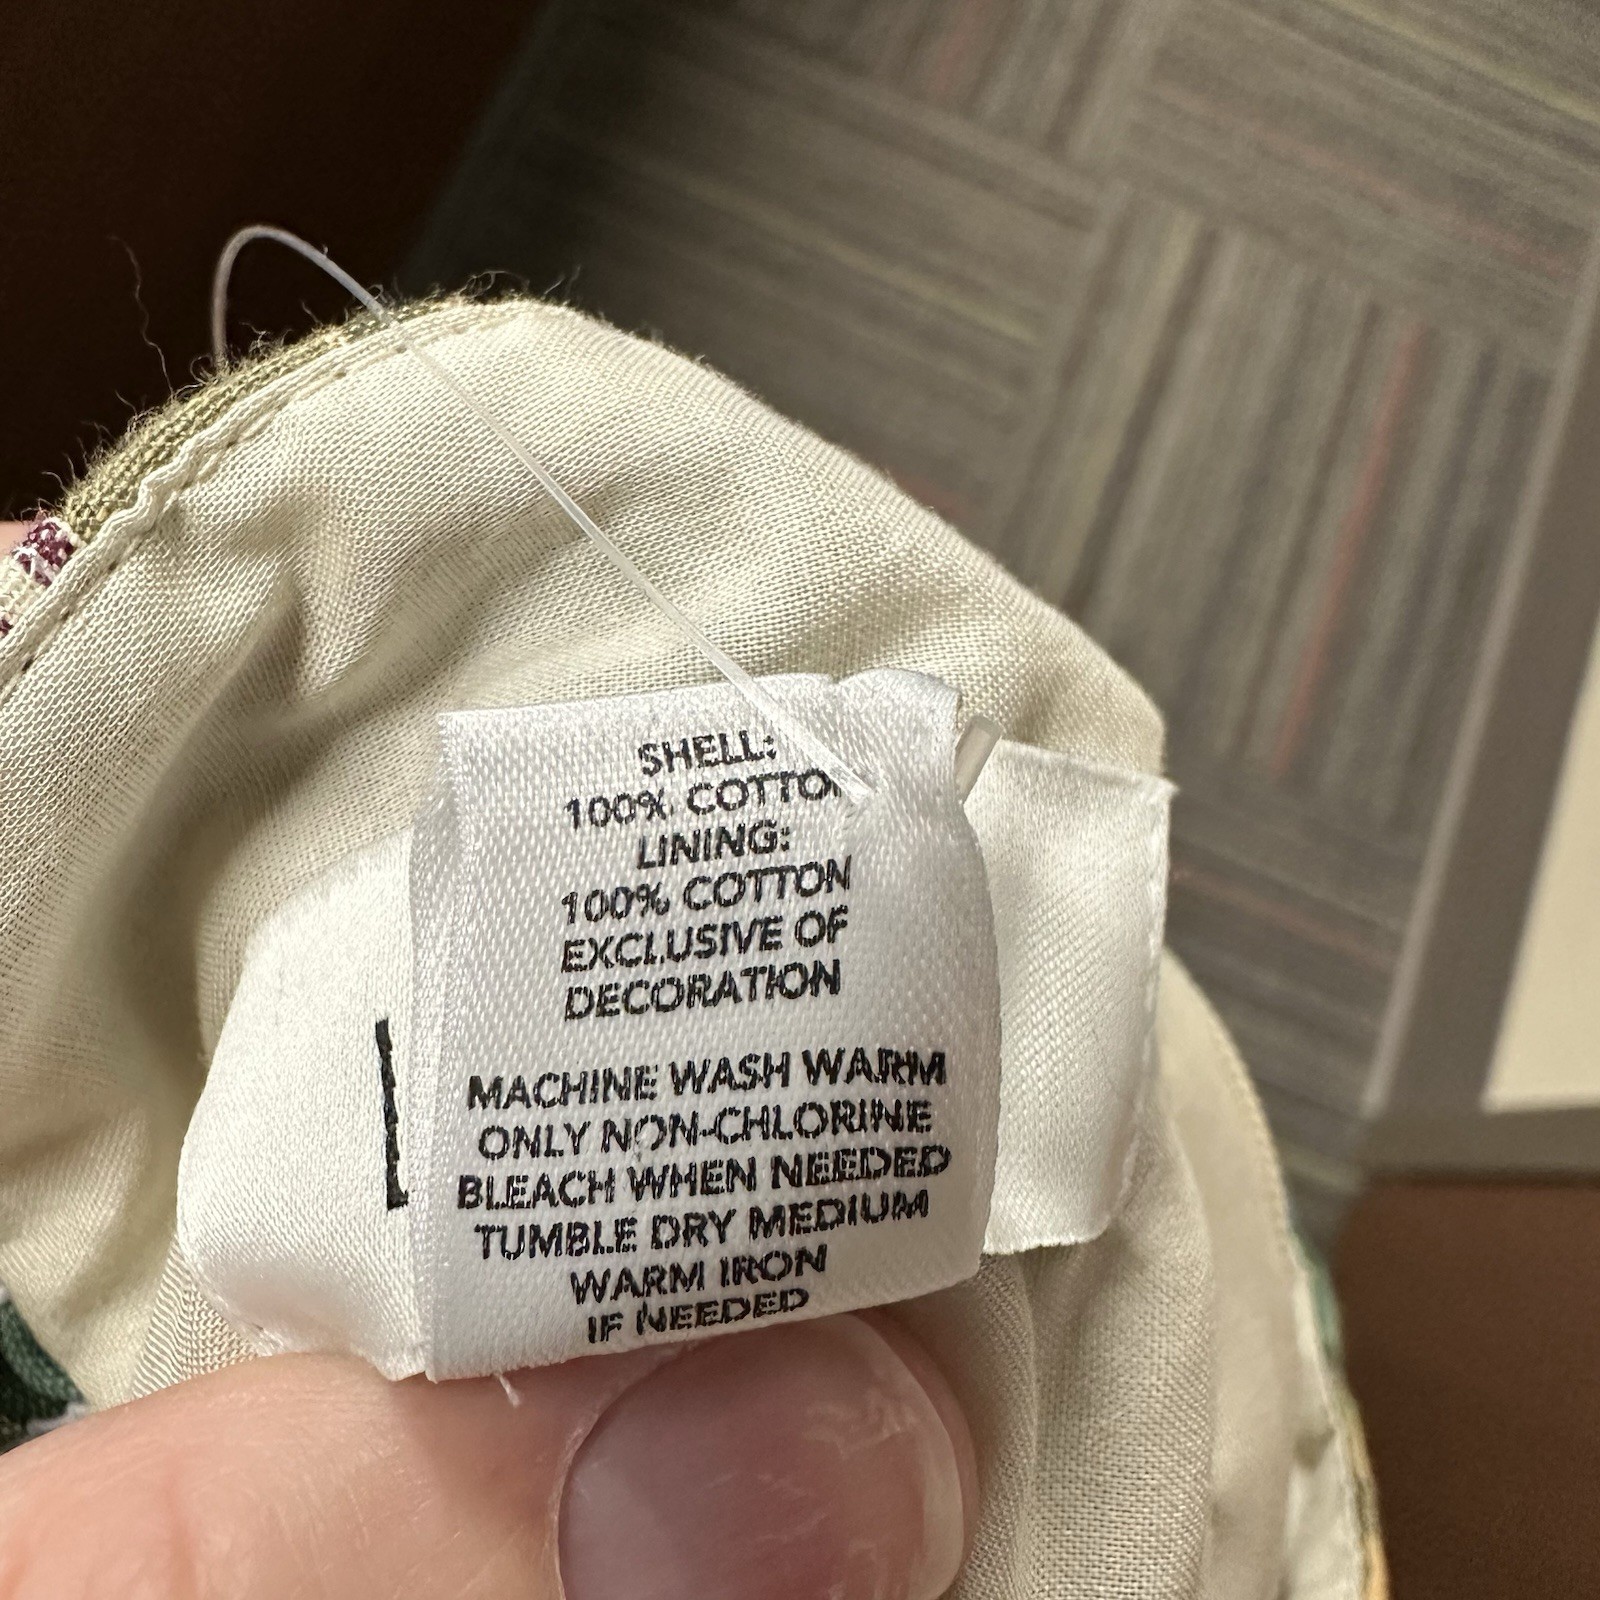 SHELL:
100% COTTO
LINING:
100% COTTON
EXCLUSIVE OF
DECORATION
MACHINE WASH WARM
ONLY NON-CHLORINE
BLEACH WHEN NEEDED
TUMBLE DRY MEDIUM
WARM IRON
IF NEEDED
L